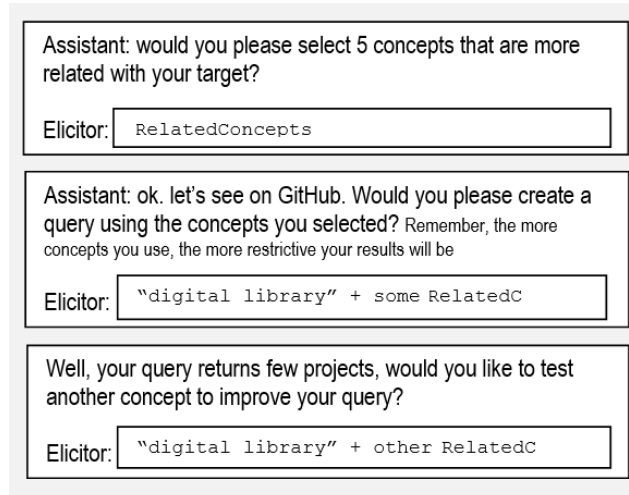 Assistant: would you please select 5 concepts that are more
related with your target?
Elicitor: RelatedConcepts
Assistant: ok. let's see on GitHub. Would you please create a
query using the concepts you selected? Remember, the more
concepts you use, the more restrictive your results will be
Elicitor: "digital library" + some RelatedC
Well, your query returns few projects, would you like to test
another concept to improve your query?
Elicitor: "digital library" + other RelatedC